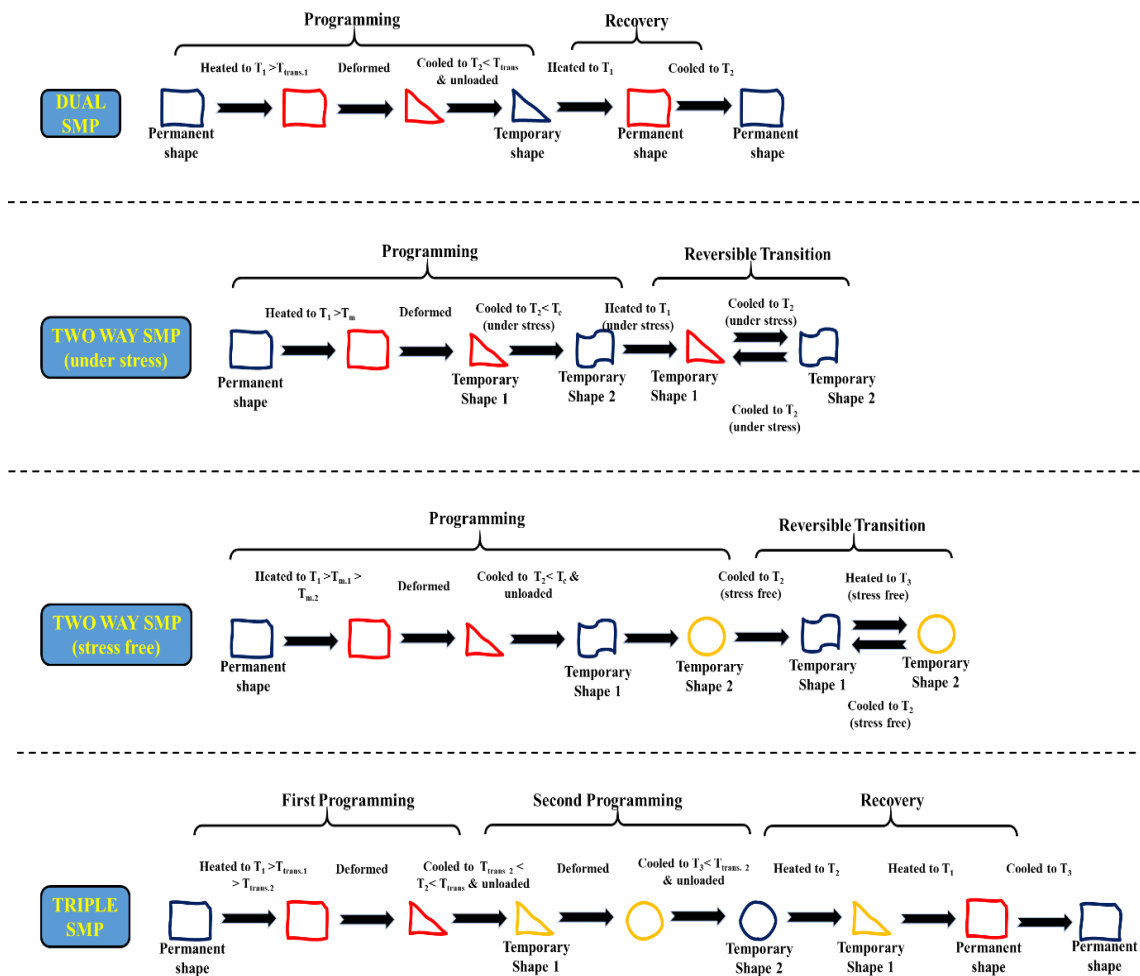 Programming
Recovery
Heated to T₁ >Ttrans.1
Deformed
Cooled to T₂< Ttrans
& unloaded
Heated to T₁
Cooled to T₂
DUAL
SMP
Permanent
shape
Temporary
shape
Permanent
shape
Permanent
shape
Programming
Reversible Transition
Heated to T₁ >Tm
Deformed
Cooled to T₂< Tc
(under stress)
Heated to T₁
(under stress)
Cooled to T₂
(under stress)
TWO WAY SMP
(under stress)
Permanent
shape
Temporary
Shape 1
Temporary
Shape 2
Temporary
Shape 1
Temporary
Shape 2
Cooled to T₂
(under stress)
Programming
Reversible Transition
Heated to T₁ >Tm.1 >
Tm.2
Deformed
Cooled to T₂< Tc &
unloaded
Cooled to T₂
(stress free)
Heated to T₃
(stress free)
TWO WAY SMP
(stress free)
Permanent
shape
Temporary
Shape 1
Temporary
Shape 2
Temporary
Shape 1
Temporary
Shape 2
Cooled to T₂
(stress free)
First Programming
Second Programming
Recovery
Heated to T₁ >Ttrans.1
> Ttrans.2
Deformed
Cooled to Ttrans 2 <
T₂< Ttrans & unloaded
Deformed
Cooled to T₃< Ttrans. 2
& unloaded
Heated to T₂
Heated to T₁
Cooled to T₃
TRIPLE
SMP
Permanent
shape
Temporary
Shape 1
Temporary
Shape 2
Temporary
Shape 1
Permanent
shape
Permanent
shape